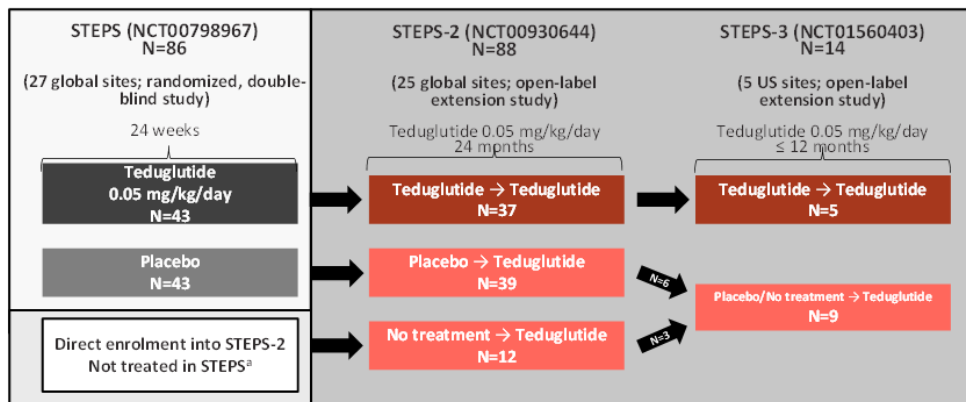 STEPS (NCT00798967)
N=86
(27 global sites; randomized, double-
blind study)
24 weeks
Teduglutide
0.05 mg/kg/day
N=43
Placebo
N=43
Direct enrolment into STEPS-2
Not treated in STEPSᵃ
STEPS-2 (NCT00930644)
N=88
(25 global sites; open-label
extension study)
Teduglutide 0.05 mg/kg/day
24 months
Teduglutide → Teduglutide
N=37
Placebo → Teduglutide
N=39
No treatment → Teduglutide
N=12
N=6
N=3
STEPS-3 (NCT01560403)
N=14
(5 US sites; open-label
extension study)
Teduglutide 0.05 mg/kg/day
≤ 12 months
Teduglutide → Teduglutide
N=5
Placebo/No treatment → Teduglutide
N=9